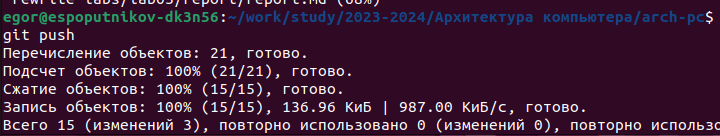 rewrite labs/lab03/report/report.md (68%)
egor@espoputnikov-dk3n56:~/work/study/2023-2024/Архитектура компьютера/arch-pc$
git push
Перечисление объектов: 21, готово.
Подсчет объектов: 100% (21/21), готово.
Сжатие объектов: 100% (15/15), готово.
Запись объектов: 100% (15/15), 136.96 КиБ | 987.00 КиБ/с, готово.
Всего 15 (изменений 3), повторно использовано 0 (изменений 0), повторно использо